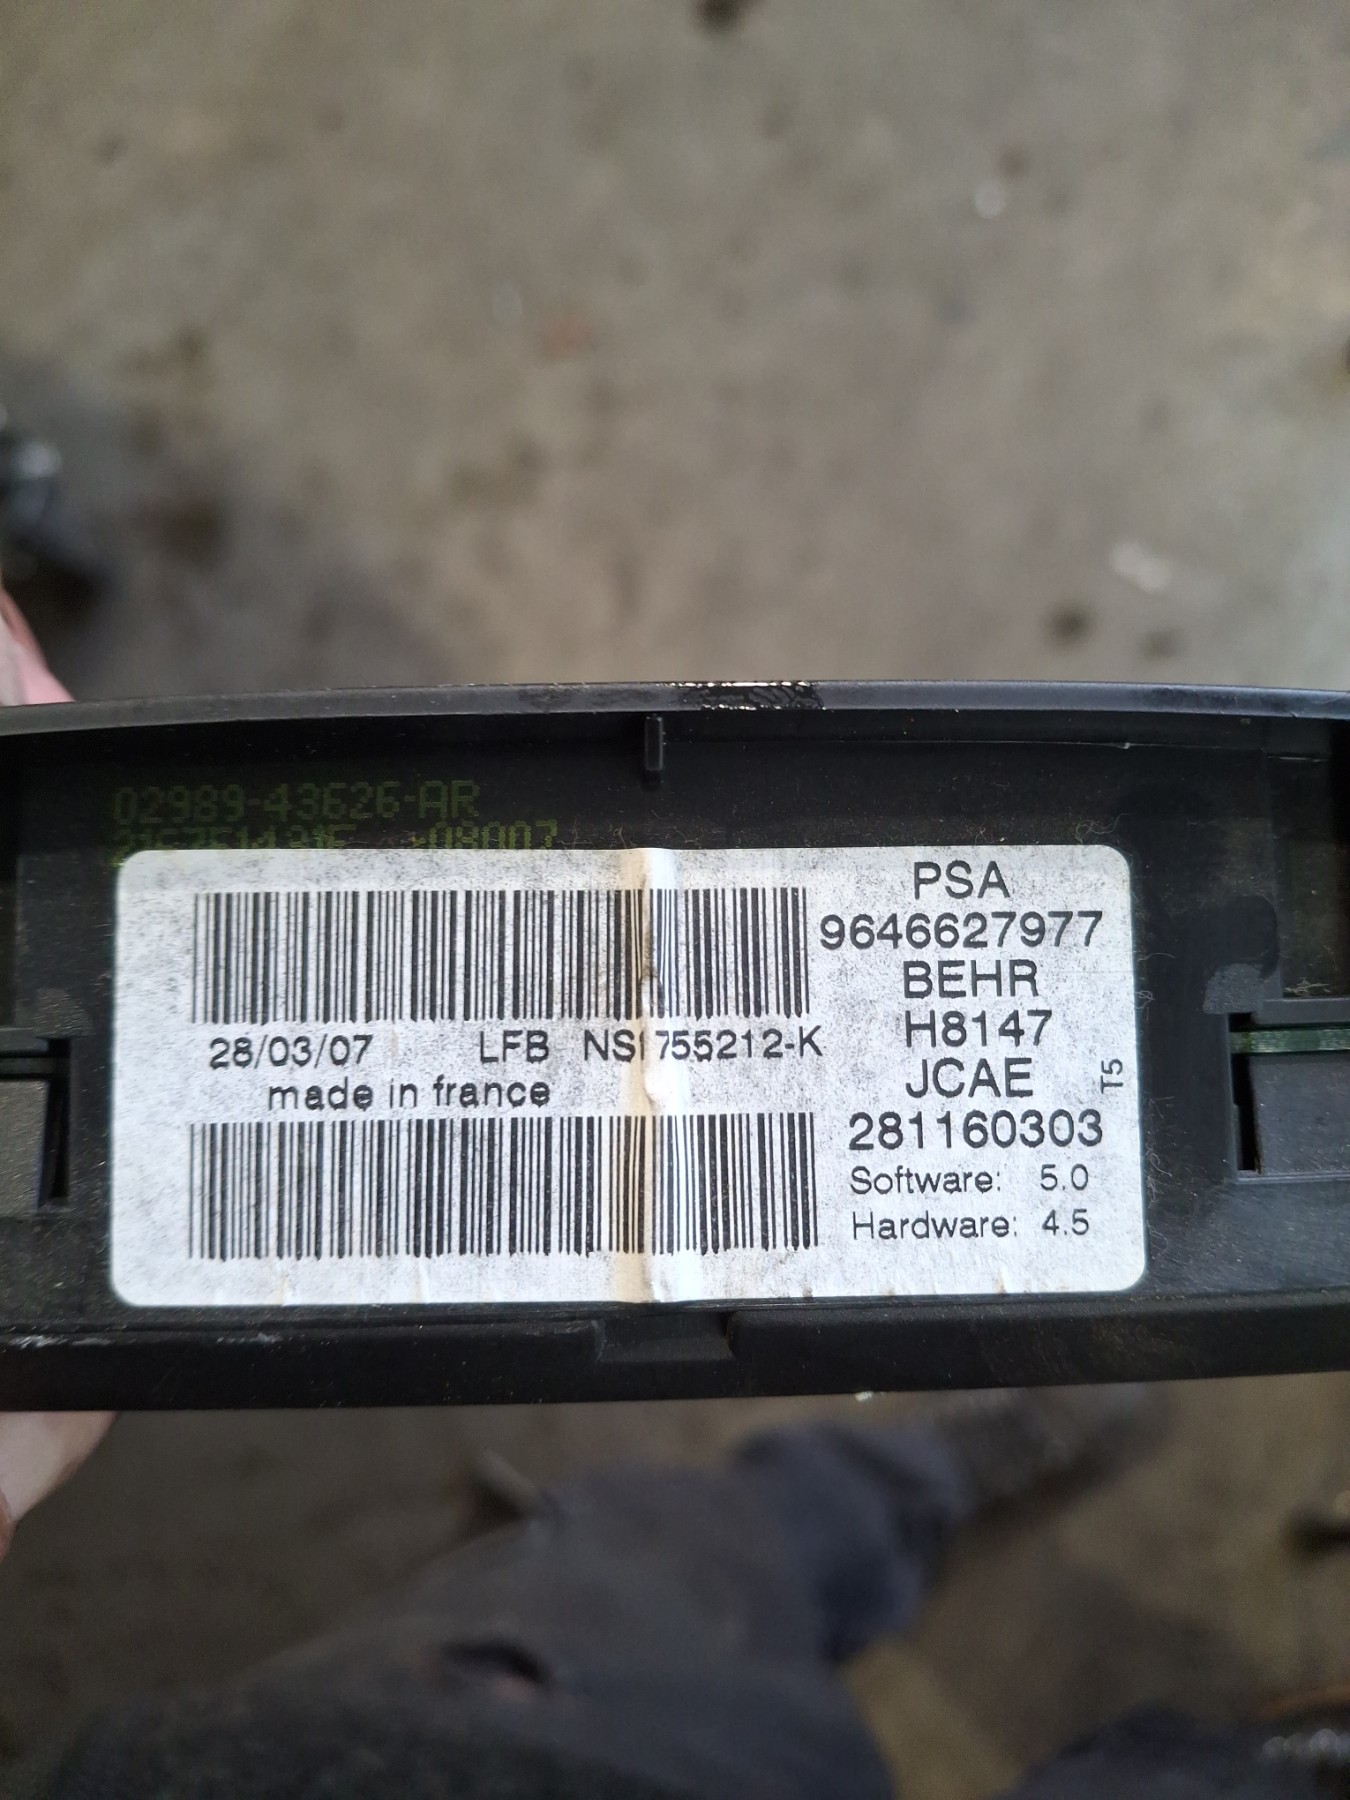 02989-43626-AR
PSA
9646627977
BEHR
H8147
JCAE
281160303
Software: 5.0
Hardware: 4.5
T5
28/03/07 LFB 755212-K
made in france